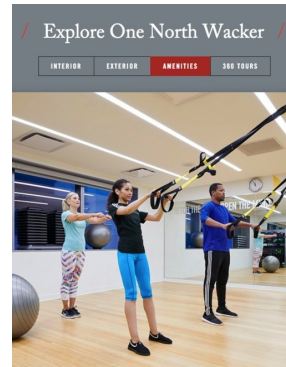 Explore One North Wacker
INTERIOR
EXTERIOR
AMENITIES
360 TOURS